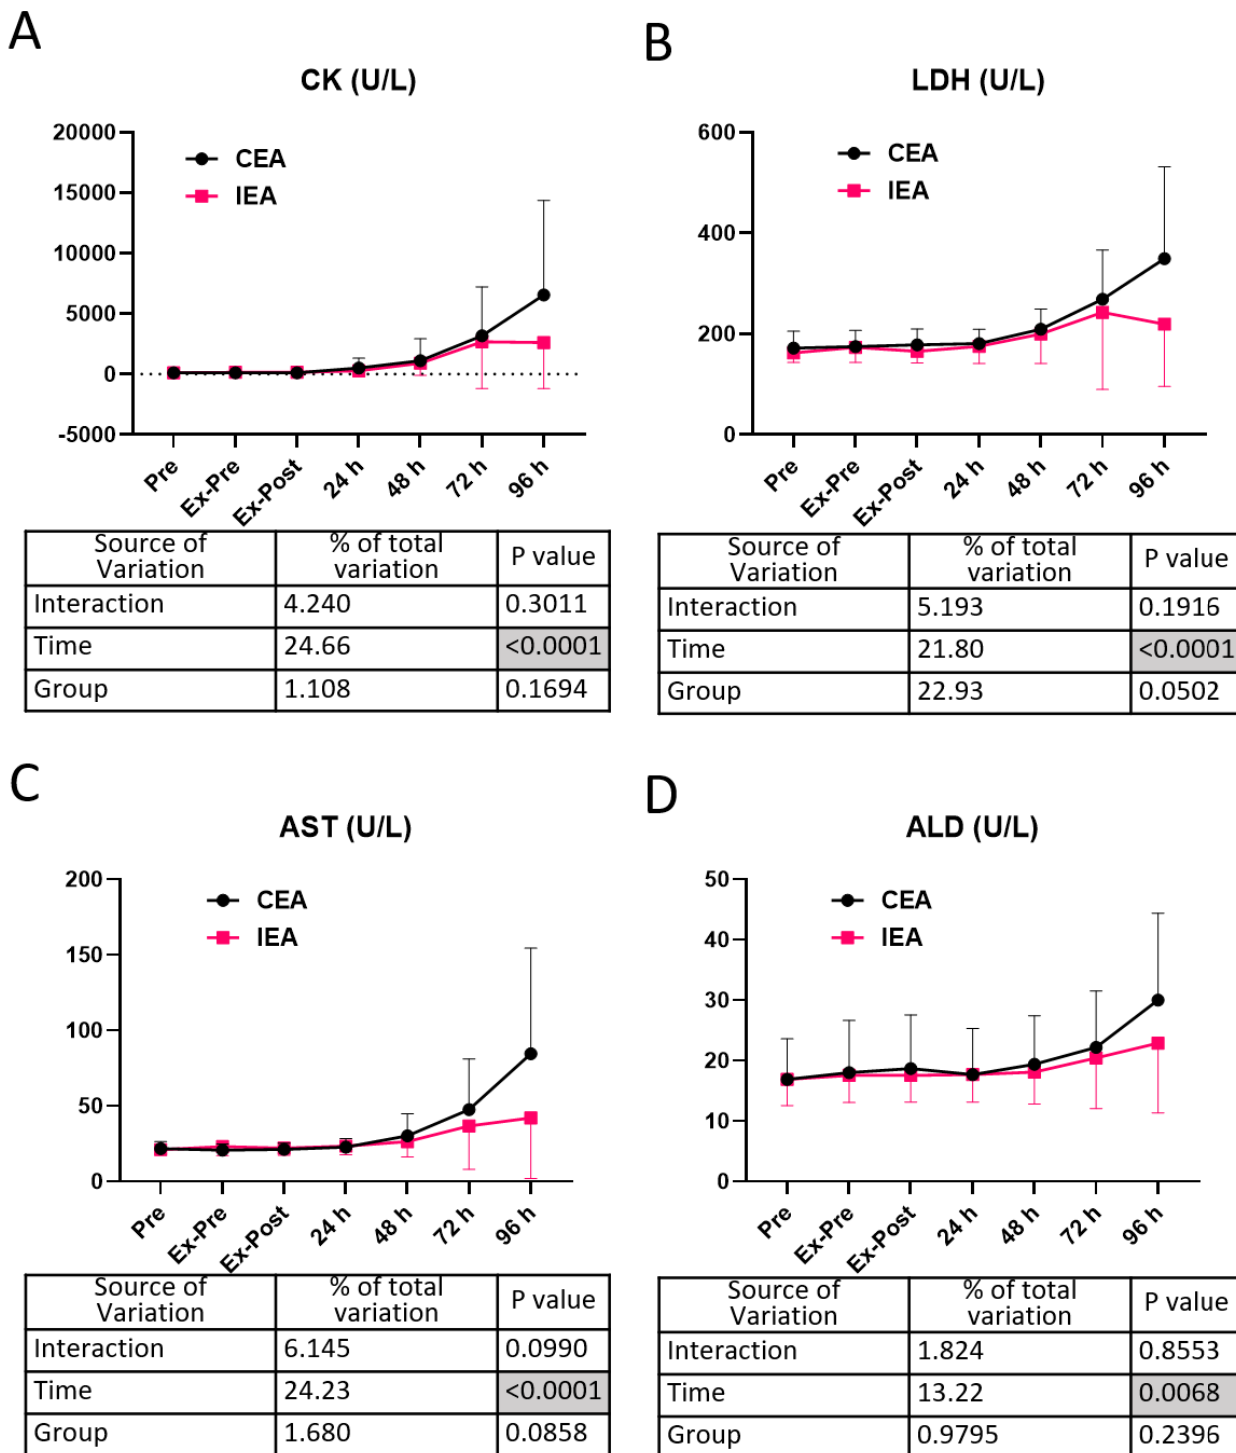 A
CK (U/L)
20000
15000
10000
5000
0
-5000
CEA
IEA
Pre
Ex-Pre
Ex-Post
24 h
48 h
72 h
96 h
Source of Variation | % of total variation | P value
Interaction | 4.240 | 0.3011
Time | 24.66 | <0.0001
Group | 1.108 | 0.1694
B
LDH (U/L)
600
400
200
0
CEA
IEA
Pre
Ex-Pre
Ex-Post
24 h
48 h
72 h
96 h
Source of Variation | % of total variation | P value
Interaction | 5.193 | 0.1916
Time | 21.80 | <0.0001
Group | 22.93 | 0.0502
C
AST (U/L)
200
150
100
50
0
CEA
IEA
Pre
Ex-Pre
Ex-Post
24 h
48 h
72 h
96 h
Source of Variation | % of total variation | P value
Interaction | 6.145 | 0.0990
Time | 24.23 | <0.0001
Group | 1.680 | 0.0858
D
ALD (U/L)
50
40
30
20
10
0
CEA
IEA
Pre
Ex-Pre
Ex-Post
24 h
48 h
72 h
96 h
Source of Variation | % of total variation | P value
Interaction | 1.824 | 0.8553
Time | 13.22 | 0.0068
Group | 0.9795 | 0.2396